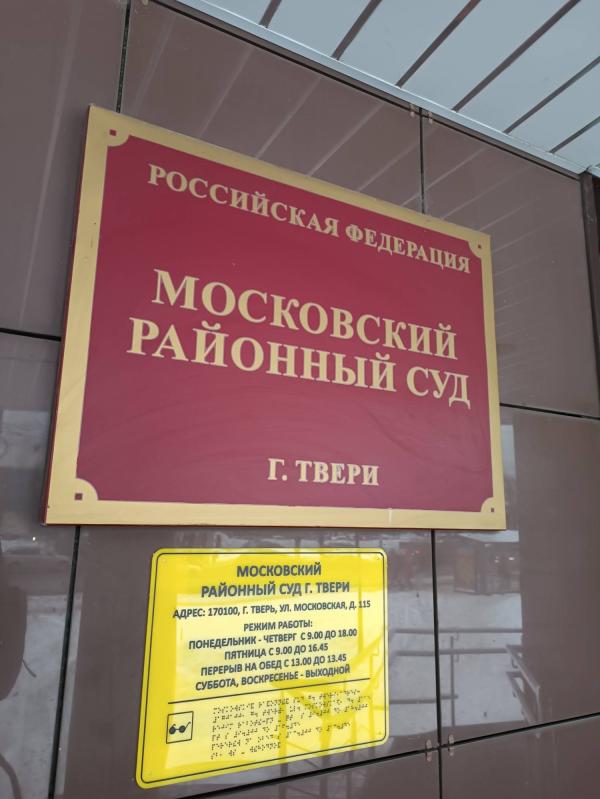 РОССИЙСКАЯ ФЕДЕРАЦИЯ
МОСКОВСКИЙ
РАЙОННЫЙ СУД
Г. ТВЕРИ
МОСКОВСКИЙ
РАЙОННЫЙ СУД Г. ТВЕРИ
АДРЕС: 170100, Г. ТВЕРЬ, УЛ. МОСКОВСКАЯ, Д. 115
РЕЖИМ РАБОТЫ:
ПОНЕДЕЛЬНИК - ЧЕТВЕРГ С 9.00 ДО 18.00
ПЯТНИЦА С 9.00 ДО 16.45
ПЕРЕРЫВ НА ОБЕД С 13.00 ДО 13.45
СУББОТА, ВОСКРЕСЕНЬЕ - ВЫХОДНОЙ